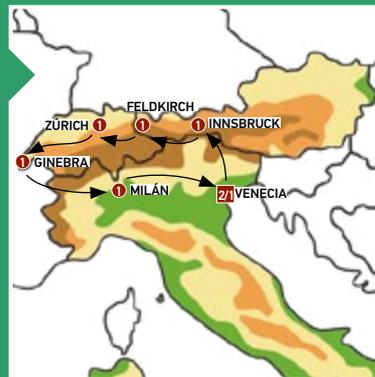 FELDKIRCH
ZÚRICH 1 1 1 INNSBRUCK
1 GINEBRA
1 MILÁN 2/1 VENECIA